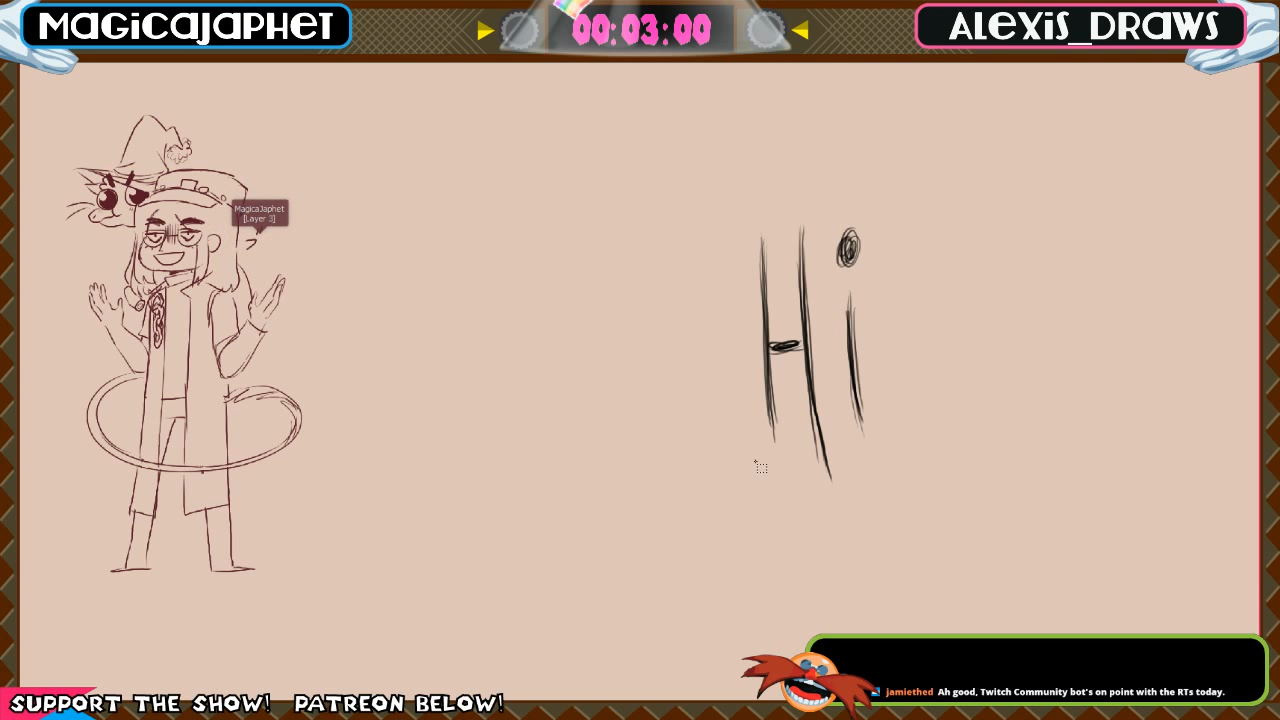 MAGiCAJAPHET
00:03:00
ALEXiS_DRAWS
MagicaJaphet
[Layer 3]
Hi
SUPPORT THE SHOW! PATREON BELOW!
jamiethed Ah good, Twitch Community bot's on point with the RTs today.